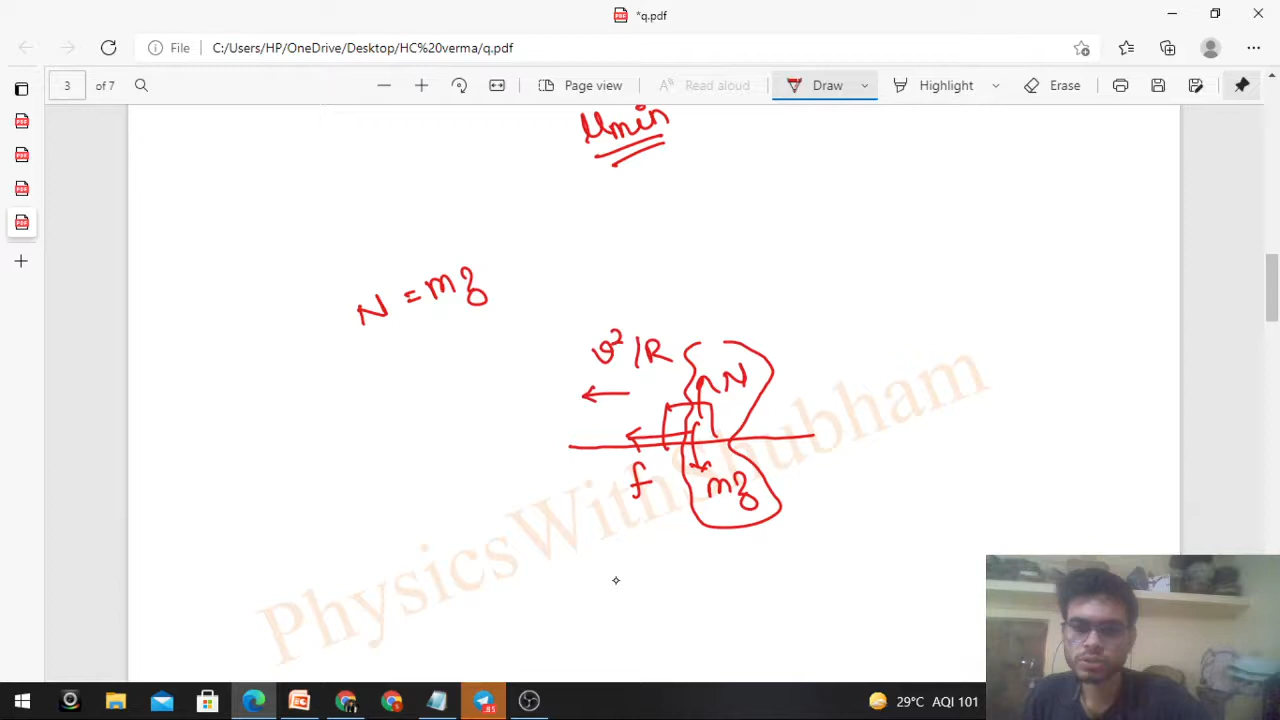 *q.pdf
File C:/Users/HP/OneDrive/Desktop/HC%20verma/q.pdf
3 of 7 Page view Read aloud Draw Highlight Erase
μmin
N = mg
v²/R
N
f
mg
PhysicsWithShubham
85
29°C AQI 101